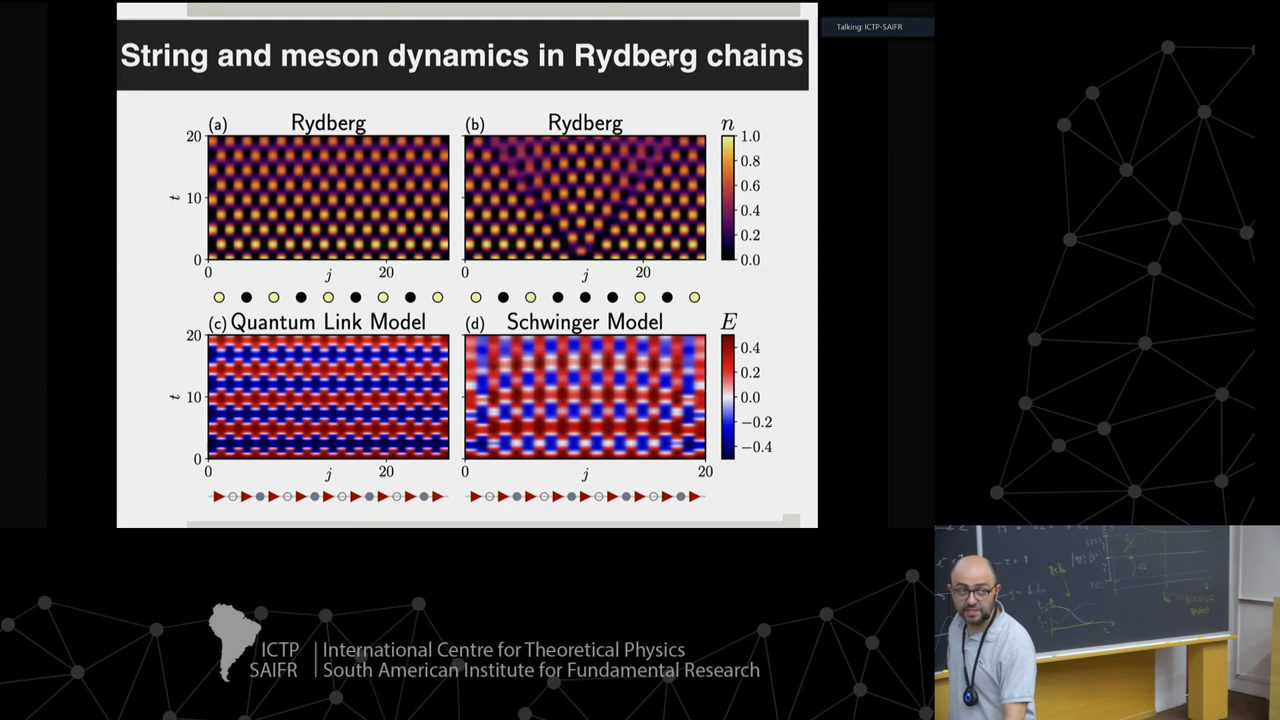 String and meson dynamics in Rydberg chains
Talking: ICTP-SAIFR
(a) Rydberg
(b) Rydberg
n
20
10
0
t
0 j 20
0 j 20
1.0
0.8
0.6
0.4
0.2
0.0
(c) Quantum Link Model
(d) Schwinger Model
E
20
10
0
t
0 j 20
0 j 20
0.4
0.2
0.0
−0.2
−0.4
ICTP
SAIFR
International Centre for Theoretical Physics
South American Institute for Fundamental Research